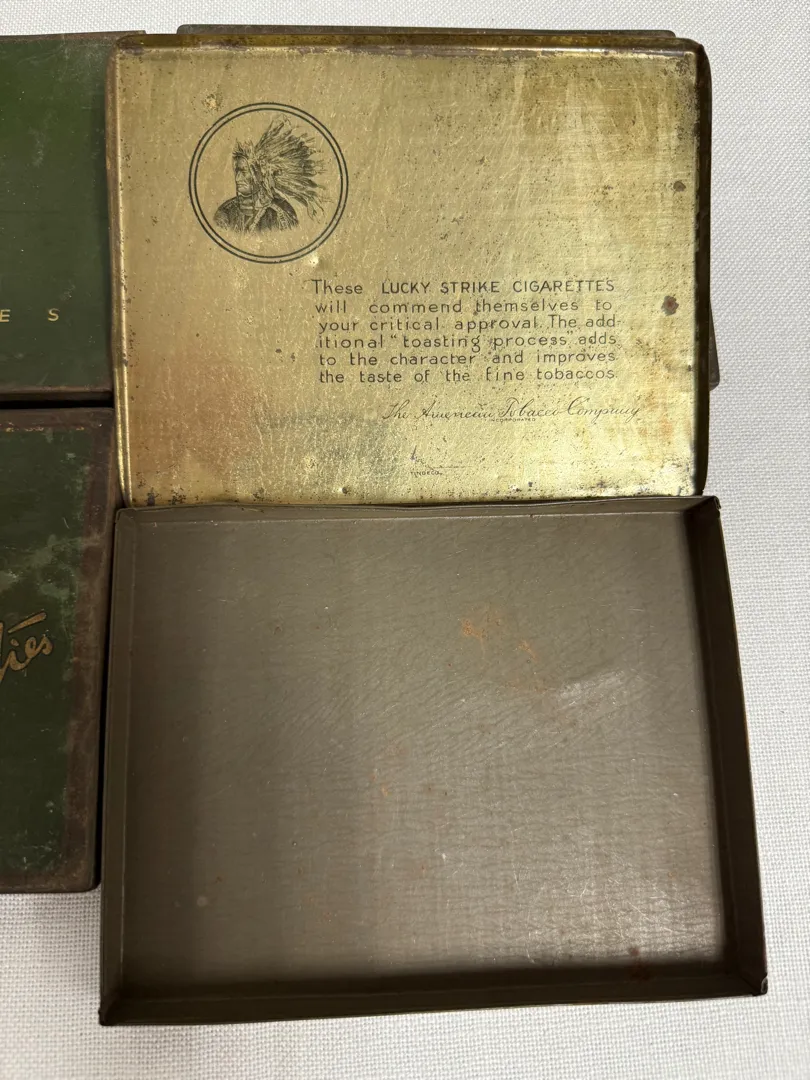 These LUCKY STRIKE CIGARETTES
will commend themselves to
your critical approval. The add-
itional "toasting process" adds
to the character and improves
the taste of the fine tobaccos.
The American Tobacco Company
INCORPORATED
E S